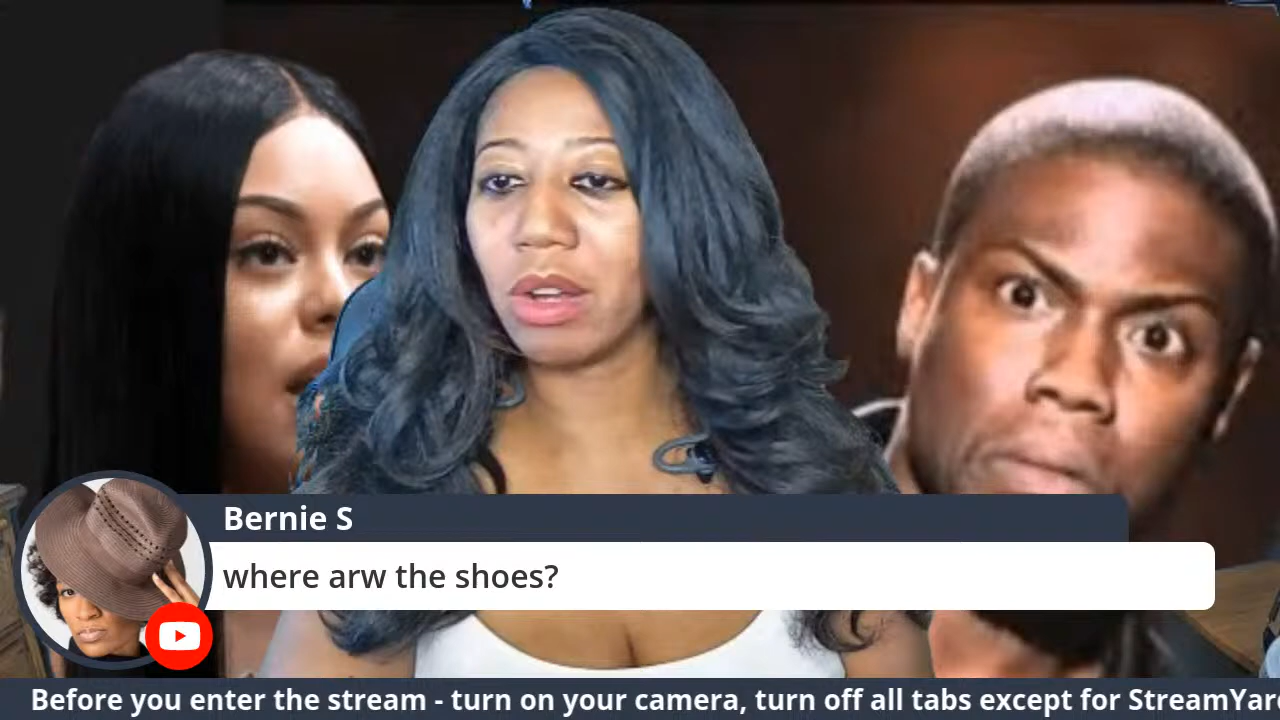 Bernie S
where arw the shoes?
Before you enter the stream - turn on your camera, turn off all tabs except for StreamYar